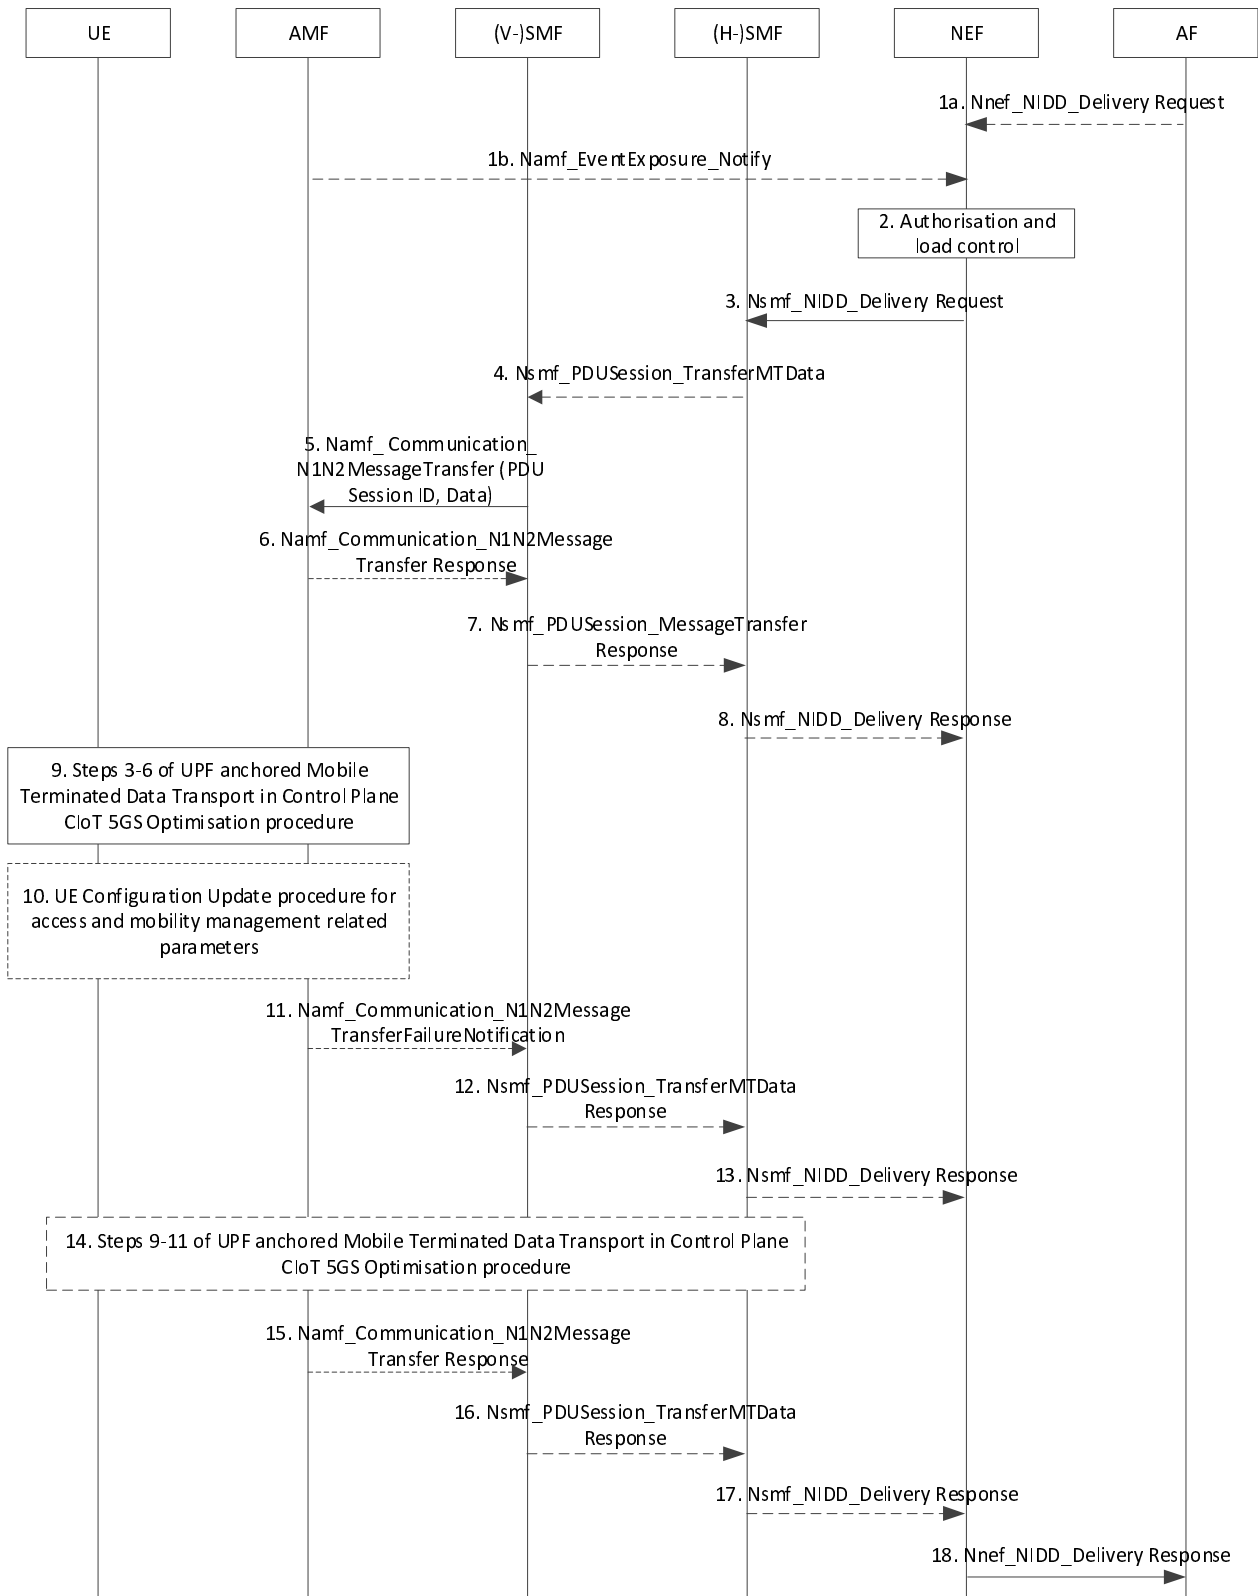 UE
AMF
(V-)SMF
(H-)SMF
NEF
AF
1a. Nnef_NIDD_Delivery Request
1b. Namf_EventExposure_Notify
2. Authorisation and
load control
3. Nsmf_NIDD_Delivery Request
4. Nsmf_PDUSession_TransferMTData
5. Namf_ Communication_
N1N2MessageTransfer (PDU
Session ID, Data)
6. Namf_Communication_N1N2Message
Transfer Response
7. Nsmf_PDUSession_MessageTransfer
Response
8. Nsmf_NIDD_Delivery Response
9. Steps 3-6 of UPF anchored Mobile
Terminated Data Transport in Control Plane
CIoT 5GS Optimisation procedure
10. UE Configuration Update procedure for
access and mobility management related
parameters
11. Namf_Communication_N1N2Message
TransferFailureNotification
12. Nsmf_PDUSession_TransferMTData
Response
13. Nsmf_NIDD_Delivery Response
14. Steps 9-11 of UPF anchored Mobile Terminated Data Transport in Control Plane
CIoT 5GS Optimisation procedure
15. Namf_Communication_N1N2Message
Transfer Response
16. Nsmf_PDUSession_TransferMTData
Response
17. Nsmf_NIDD_Delivery Response
18. Nnef_NIDD_Delivery Response